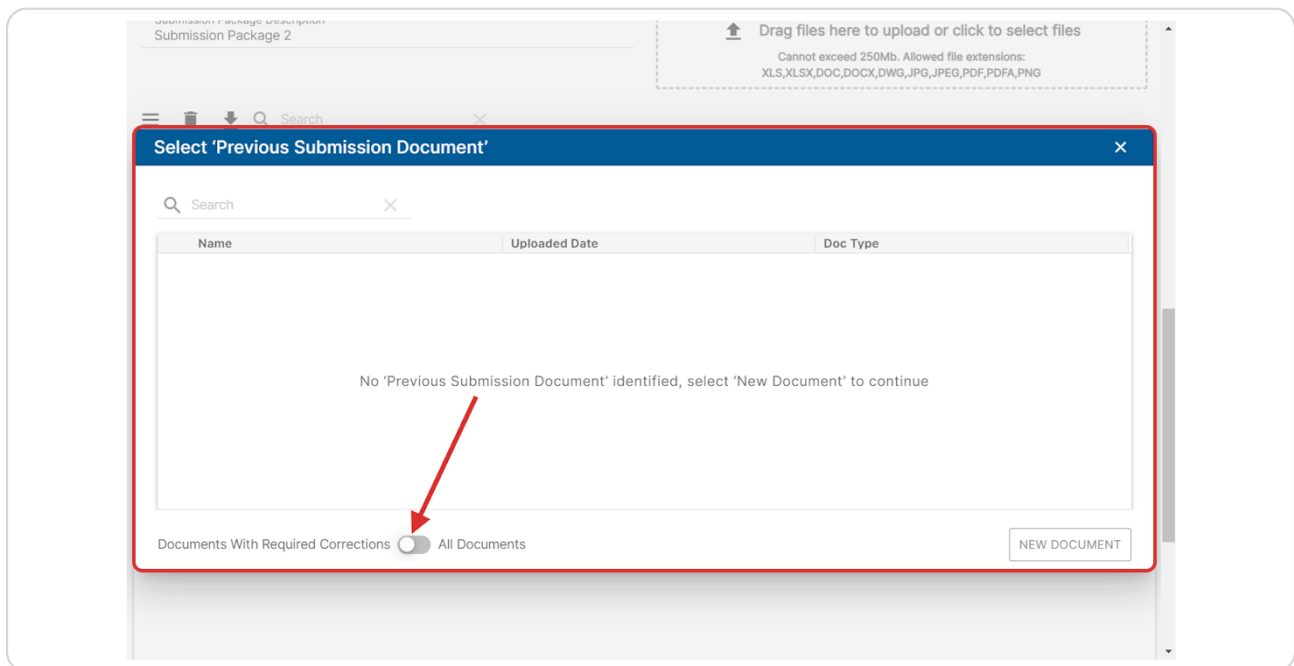 Submission Package Description
Submission Package 2
Drag files here to upload or click to select files
Cannot exceed 250Mb. Allowed file extensions:
XLS,XLSX,DOC,DOCX,DWG,JPG,JPEG,PDF,PDFA,PNG
Search
Select ‘Previous Submission Document’
Search
Name Uploaded Date Doc Type
No ‘Previous Submission Document’ identified, select ‘New Document’ to continue
Documents With Required Corrections All Documents
NEW DOCUMENT